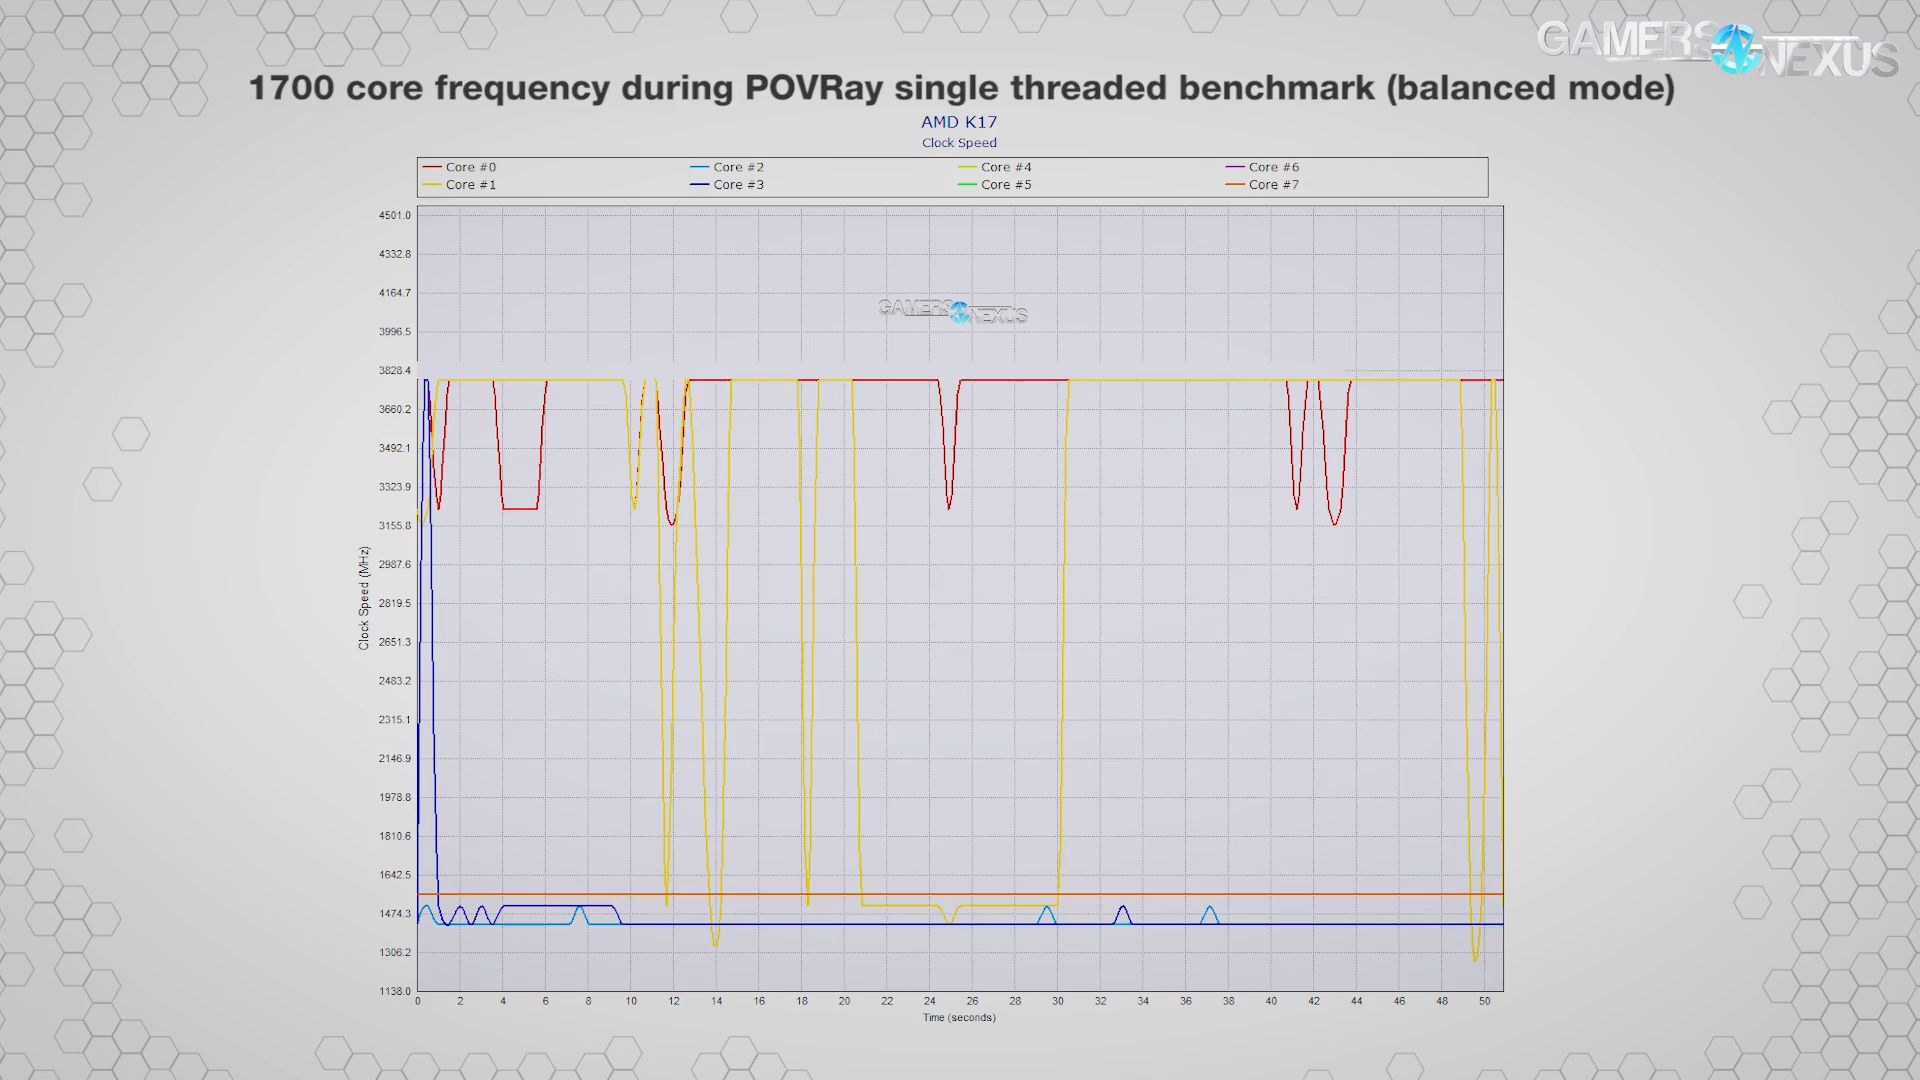 GAMERS NEXUS
1700 core frequency during POVRay single threaded benchmark (balanced mode)
AMD K17
Clock Speed
Core #0 Core #2 Core #4 Core #6
Core #1 Core #3 Core #5 Core #7
4501.0
4332.8
4164.7
GAMERS NEXUS
3996.5
3828.4
3660.2
3492.1
3323.9
3155.8
2987.6
Clock Speed (MHz)
2819.5
2651.3
2483.2
2315.1
2146.9
1978.8
1810.6
1642.5
1474.3
1306.2
1138.0
0 2 4 6 8 10 12 14 16 18 20 22 24 26 28 30 32 34 36 38 40 42 44 46 48 50
Time (seconds)